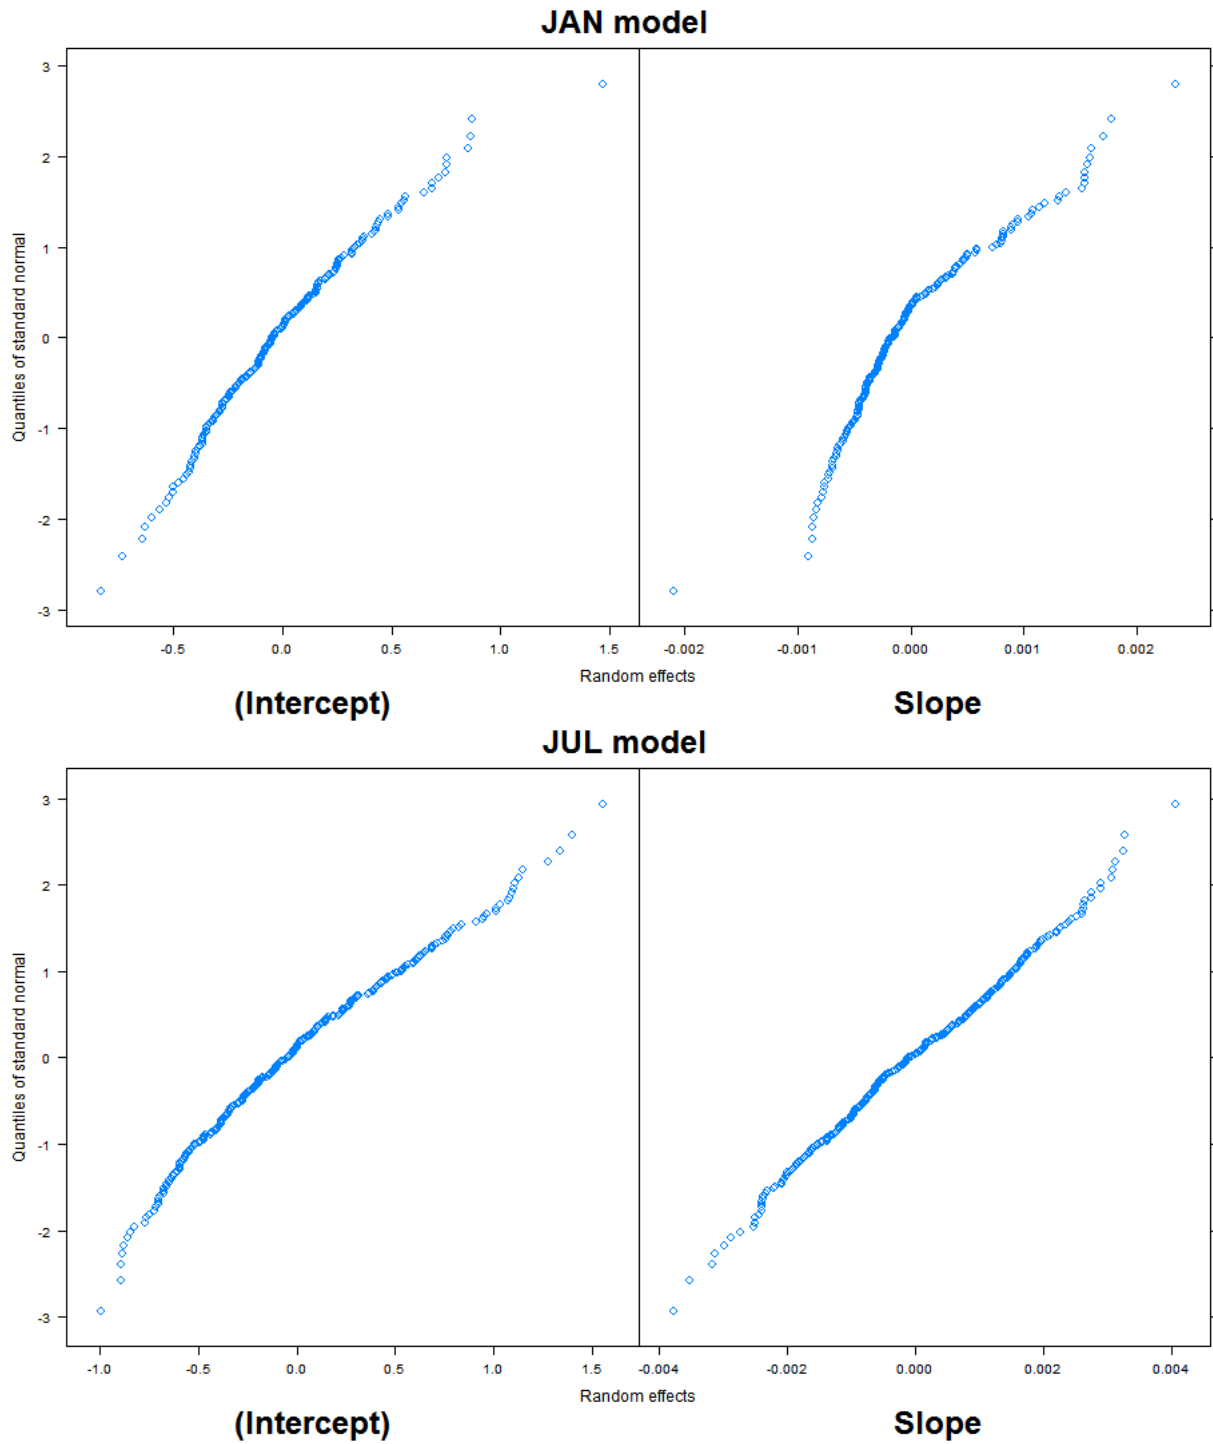 JAN model
3
2
1
0
-1
-2
-3
Quantiles of standard normal
-0.5 0.0 0.5 1.0 1.5 -0.002 -0.001 0.000 0.001 0.002
Random effects
(Intercept) Slope
JUL model
3
2
1
0
-1
-2
-3
Quantiles of standard normal
-1.0 -0.5 0.0 0.5 1.0 1.5 -0.004 -0.002 0.000 0.002 0.004
Random effects
(Intercept) Slope